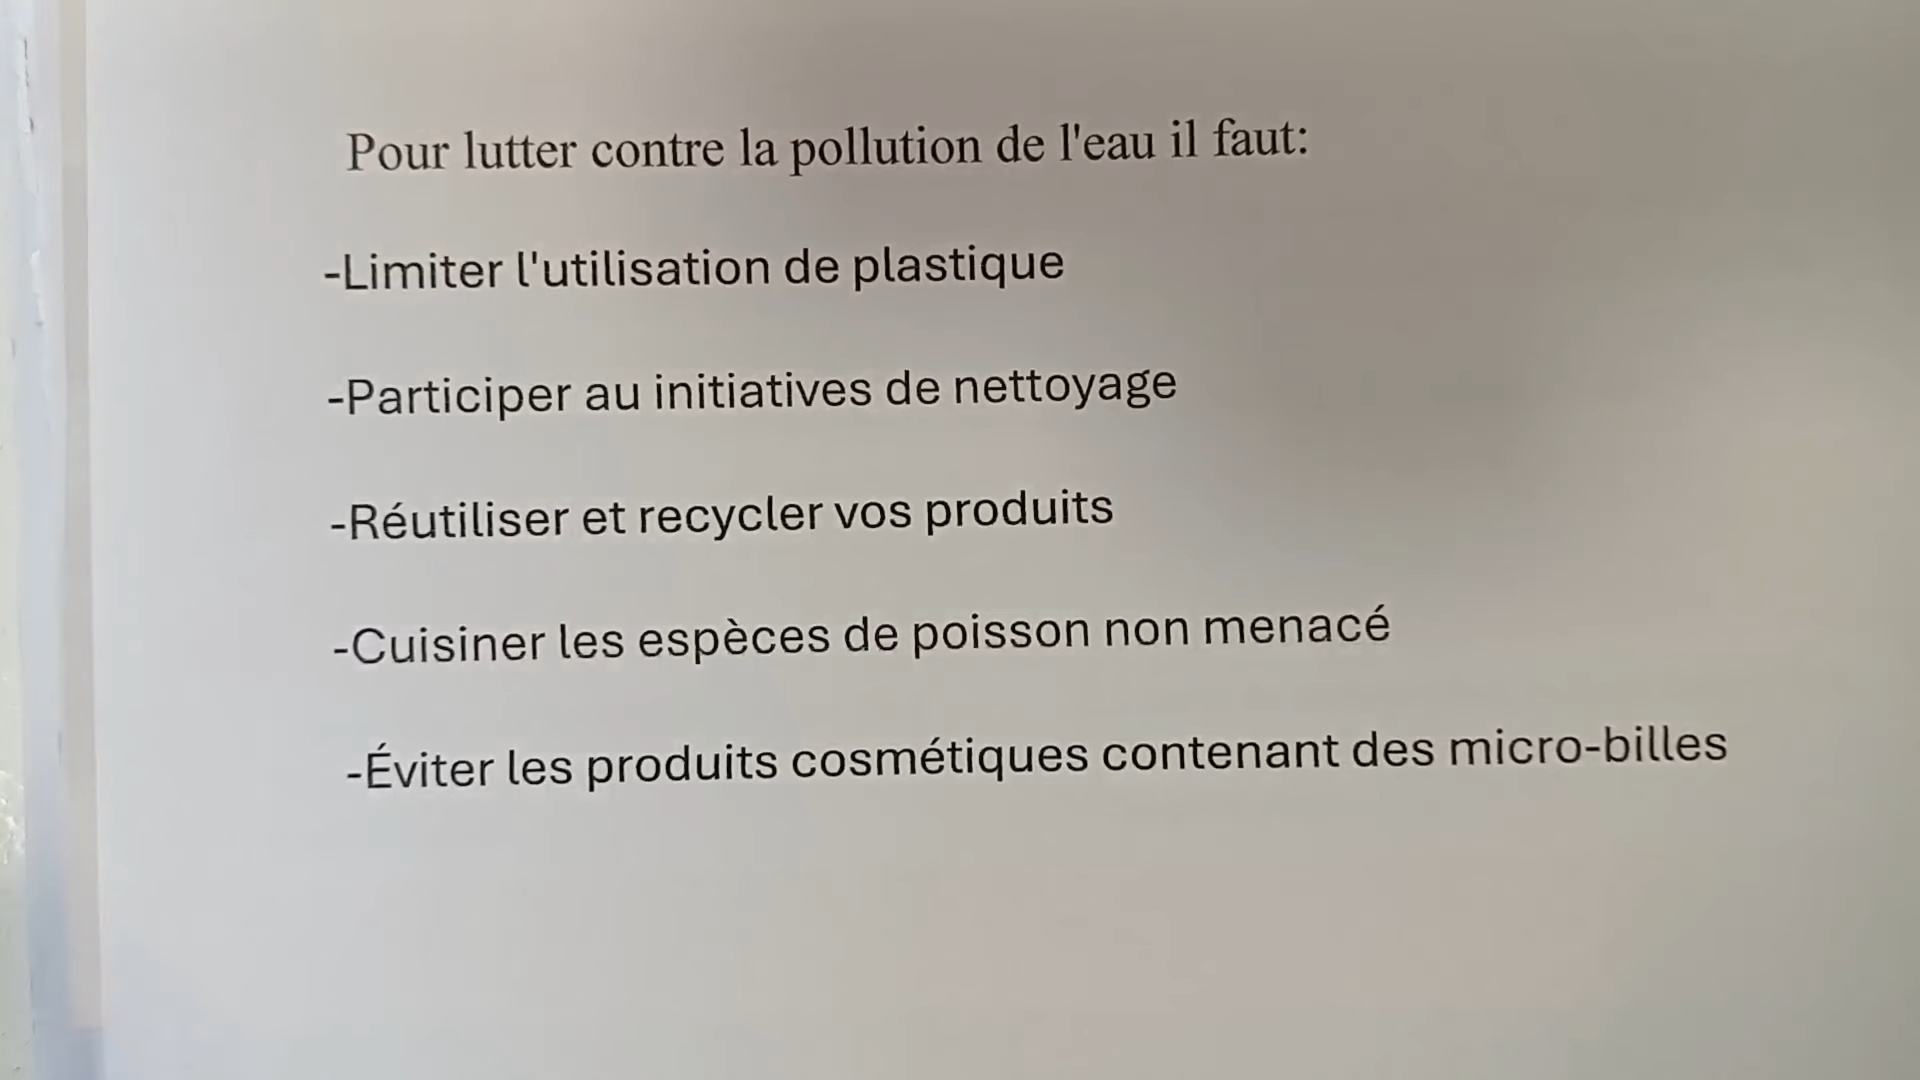 Pour lutter contre la pollution de l'eau il faut:
-Limiter l'utilisation de plastique
-Participer au initiatives de nettoyage
-Réutiliser et recycler vos produits
-Cuisiner les espèces de poisson non menacé
-Éviter les produits cosmétiques contenant des micro-billes